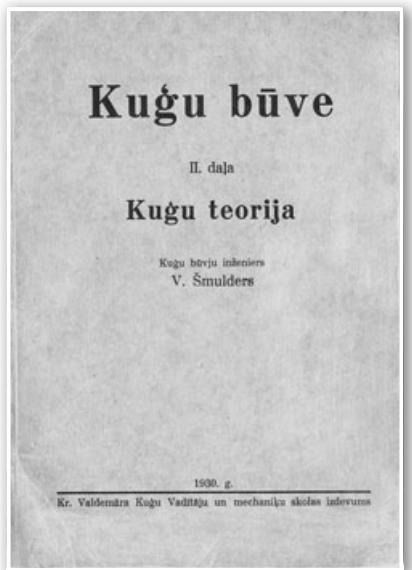 Kuģu būve
II. daļa
Kuģu teorija
Kuģu būvju inženiers
V. Šmulders
1930. g.
Kr. Valdemāra Kuģu Vadītāju un mechaniķu skolas izdevums